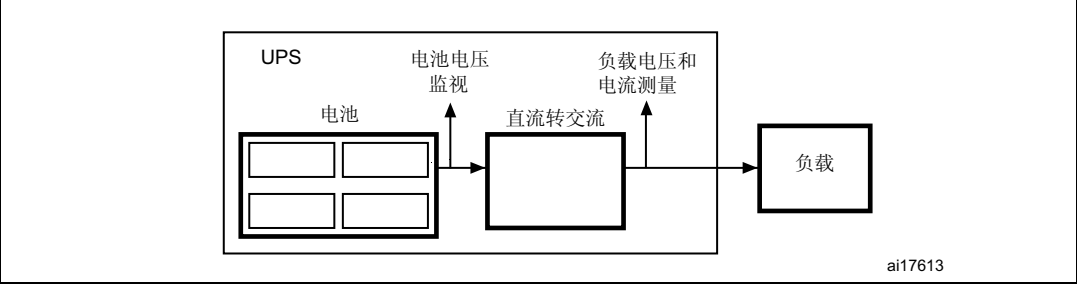 UPS
电池电压
监视
负载电压和
电流测量
电池
直流转交流
负载
ai17613